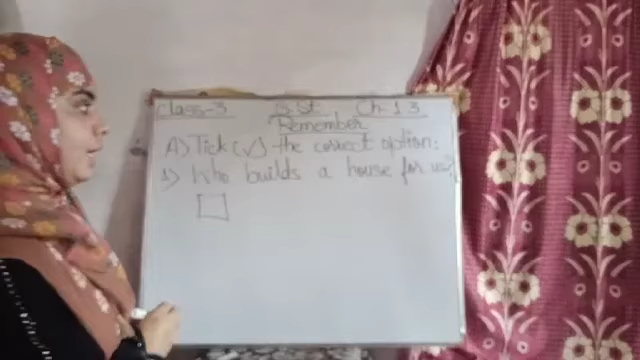 Class-3 S.St Ch-13
Remember
A) Tick (✓) the correct option:
1) Who builds a house for us?